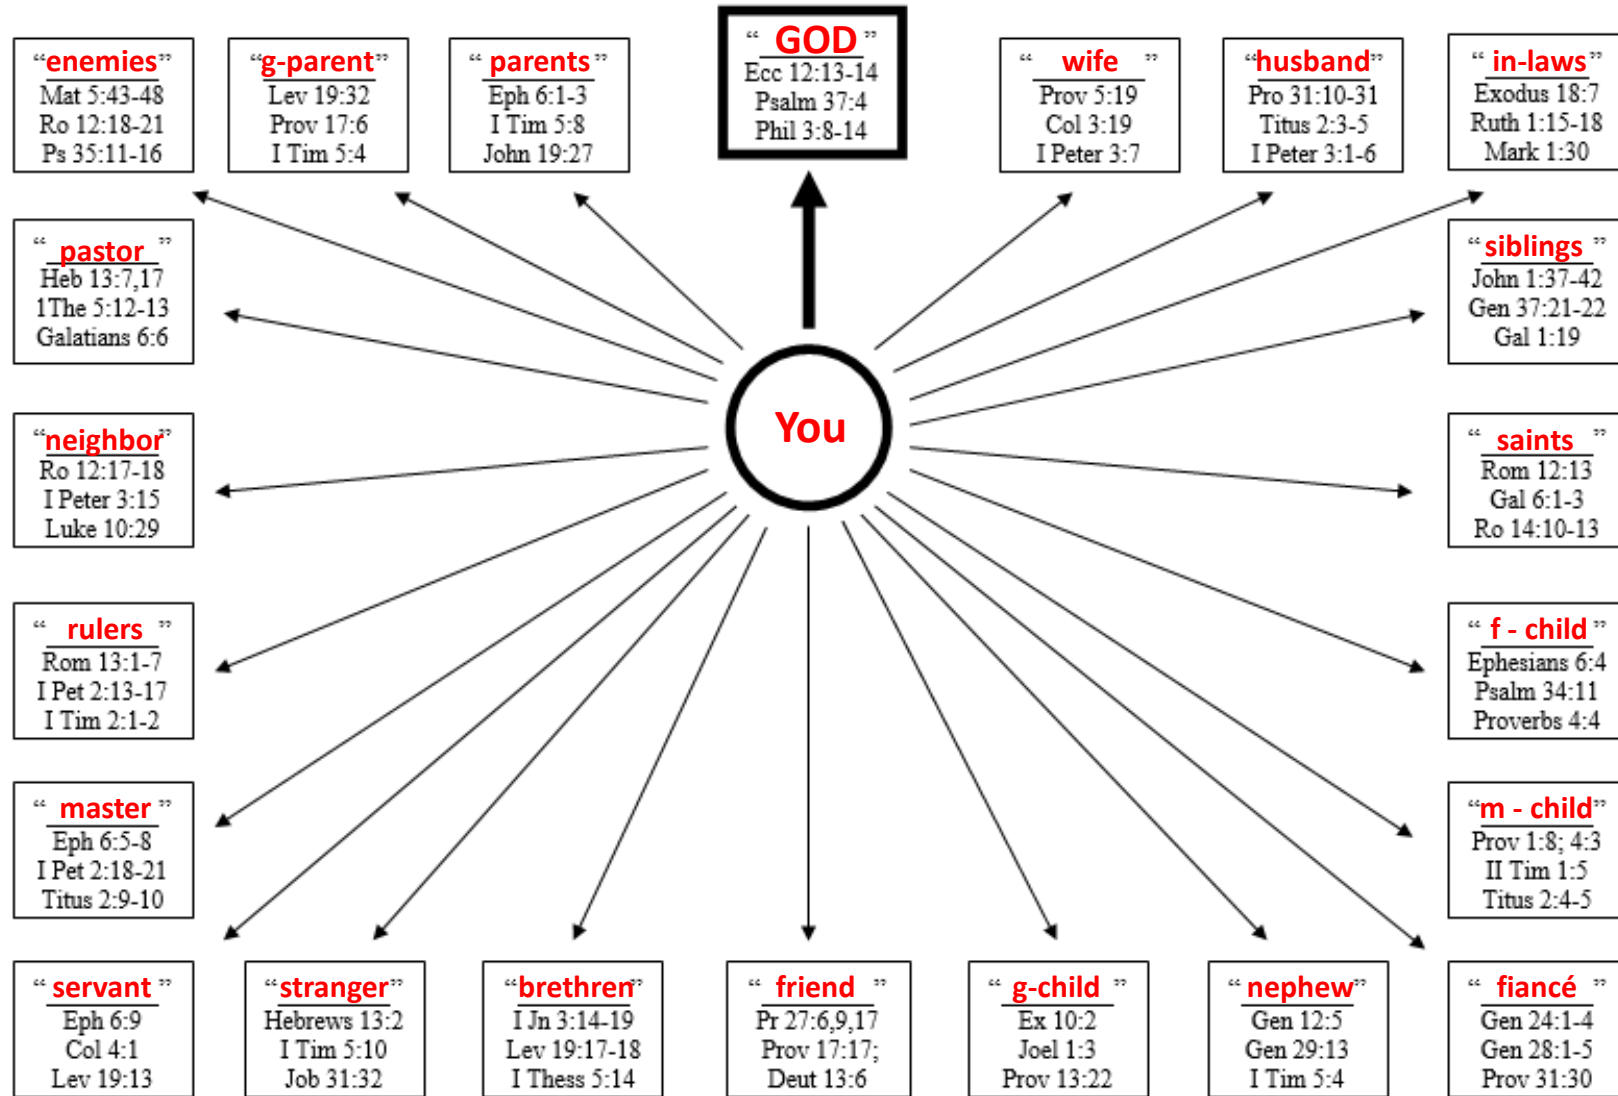 “enemies”
Mat 5:43-48
Ro 12:18-21
Ps 35:11-16
“g-parent”
Lev 19:32
Prov 17:6
I Tim 5:4
“ parents ”
Eph 6:1-3
I Tim 5:8
John 19:27
“ GOD ”
Ecc 12:13-14
Psalm 37:4
Phil 3:8-14
“ wife ”
Prov 5:19
Col 3:19
I Peter 3:7
“husband”
Pro 31:10-31
Titus 2:3-5
I Peter 3:1-6
“ in-laws ”
Exodus 18:7
Ruth 1:15-18
Mark 1:30
“ pastor ”
Heb 13:7,17
1The 5:12-13
Galatians 6:6
“siblings”
John 1:37-42
Gen 37:21-22
Gal 1:19
You
“neighbor”
Ro 12:17-18
I Peter 3:15
Luke 10:29
“ saints ”
Rom 12:13
Gal 6:1-3
Ro 14:10-13
“ rulers ”
Rom 13:1-7
I Pet 2:13-17
I Tim 2:1-2
“ f - child ”
Ephesians 6:4
Psalm 34:11
Proverbs 4:4
“ master ”
Eph 6:5-8
I Pet 2:18-21
Titus 2:9-10
“m - child”
Prov 1:8; 4:3
II Tim 1:5
Titus 2:4-5
“ servant ”
Eph 6:9
Col 4:1
Lev 19:13
“stranger”
Hebrews 13:2
I Tim 5:10
Job 31:32
“brethren”
I Jn 3:14-19
Lev 19:17-18
I Thess 5:14
“ friend ”
Pr 27:6,9,17
Prov 17:17;
Deut 13:6
“ g-child ”
Ex 10:2
Joel 1:3
Prov 13:22
“nephew”
Gen 12:5
Gen 29:13
I Tim 5:4
“ fiancé ”
Gen 24:1-4
Gen 28:1-5
Prov 31:30